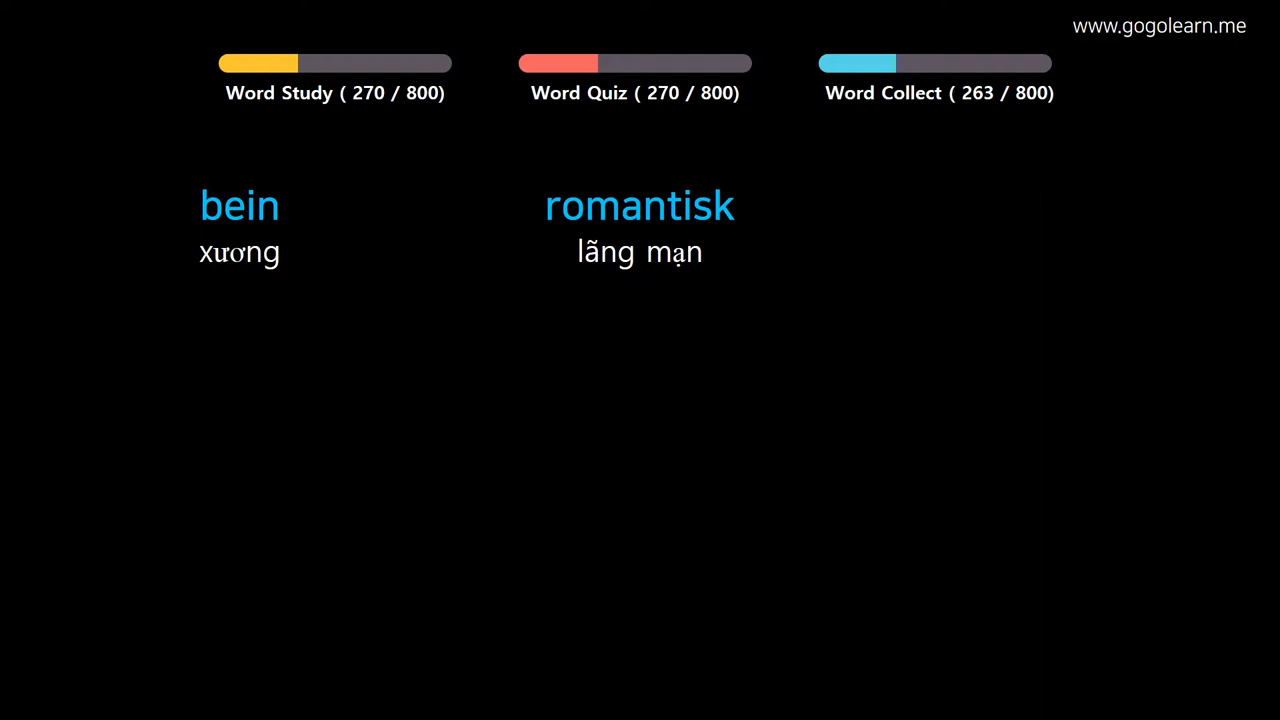 www.gogolearn.me
Word Study ( 270 / 800)
Word Quiz ( 270 / 800)
Word Collect ( 263 / 800)
bein
romantisk
xương
lãng mạn